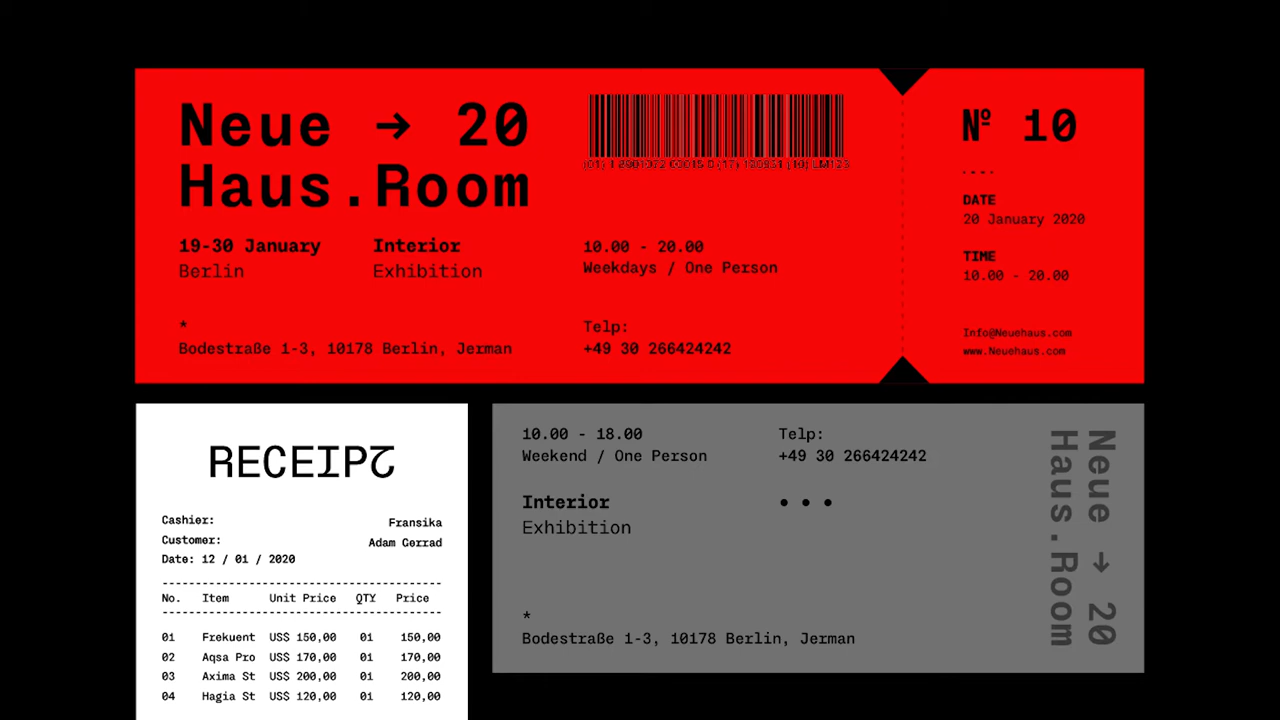 Neue → 20
Haus.Room
19-30 January
Berlin
Interior
Exhibition
10.00 - 20.00
Weekdays / One Person
*
Bodestraße 1-3, 10178 Berlin, Jerman
Telp:
+49 30 266424242
Nº 10
DATE
20 January 2020
TIME
10.00 - 20.00
Info@Neuehaus.com
www.Neuehaus.com
RECEIPT
Cashier: Fransika
Customer: Adam Gerrad
Date: 12 / 01 / 2020
No. Item Unit Price QTY Price
01 Frekuent US$ 150,00 01 150,00
02 Aqsa Pro US$ 170,00 01 170,00
03 Axima St US$ 200,00 01 200,00
04 Hagia St US$ 120,00 01 120,00
10.00 - 18.00
Weekend / One Person
Telp:
+49 30 266424242
Interior
Exhibition
•••
*
Bodestraße 1-3, 10178 Berlin, Jerman
Neue → 20
Haus.Room